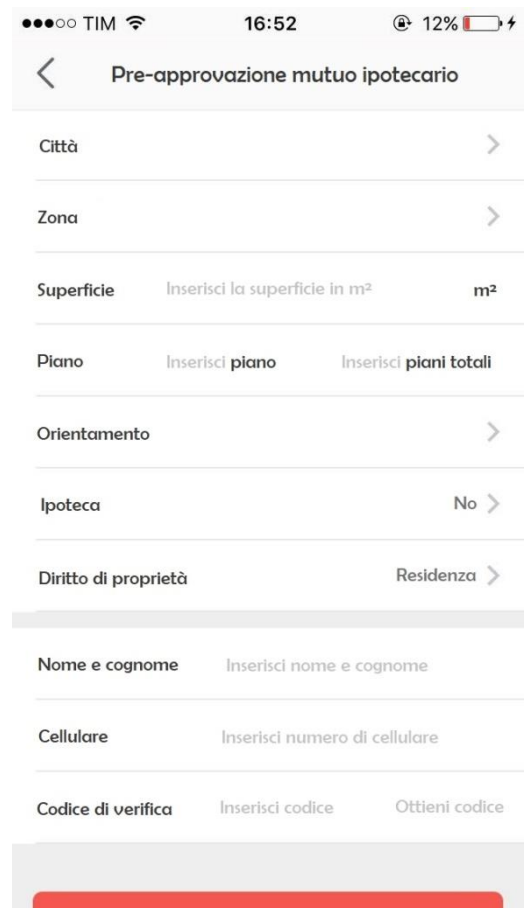 TIM 16:52 12%
Pre-approvazione mutuo ipotecario
Città
Zona
Superficie Inserisci la superficie in m² m²
Piano Inserisci piano Inserisci piani totali
Orientamento
Ipoteca No
Diritto di proprietà Residenza
Nome e cognome Inserisci nome e cognome
Cellulare Inserisci numero di cellulare
Codice di verifica Inserisci codice Ottieni codice